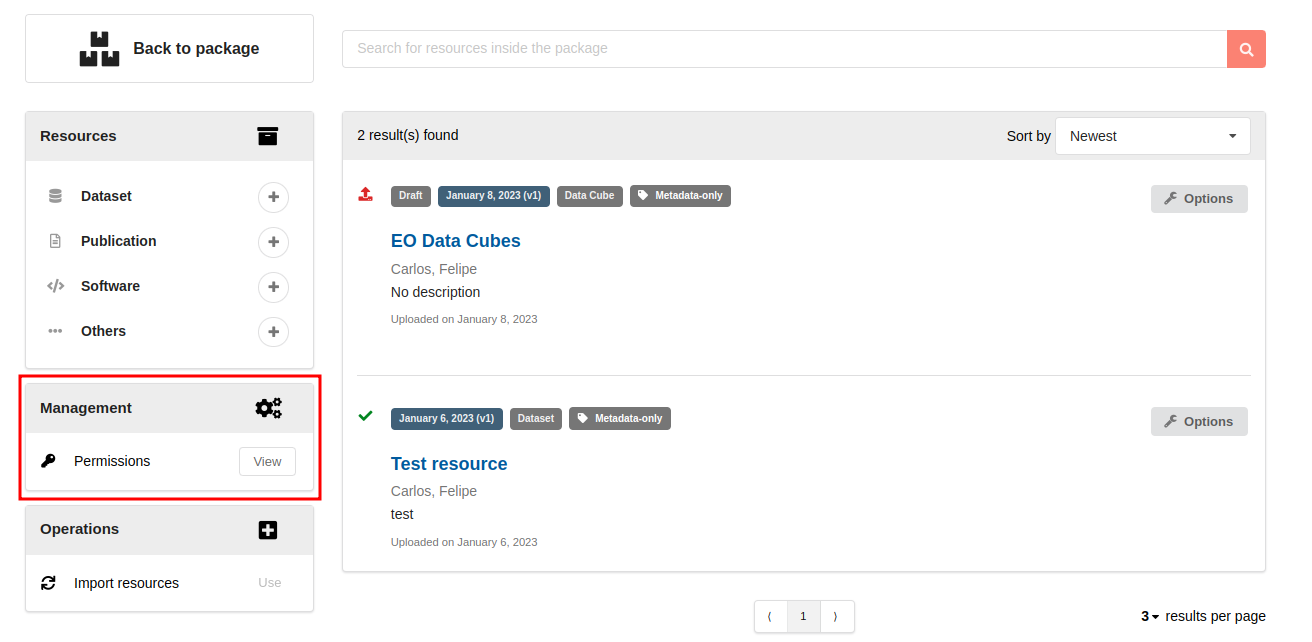 Back to package
Search for resources inside the package
Resources
Dataset
Publication
Software
Others
Management
Permissions View
Operations
Import resources Use
2 result(s) found Sort by Newest
Draft January 8, 2023 (v1) Data Cube Metadata-only Options
EO Data Cubes
Carlos, Felipe
No description
Uploaded on January 8, 2023
January 6, 2023 (v1) Dataset Metadata-only Options
Test resource
Carlos, Felipe
test
Uploaded on January 6, 2023
⟨ 1 ⟩ 3 results per page